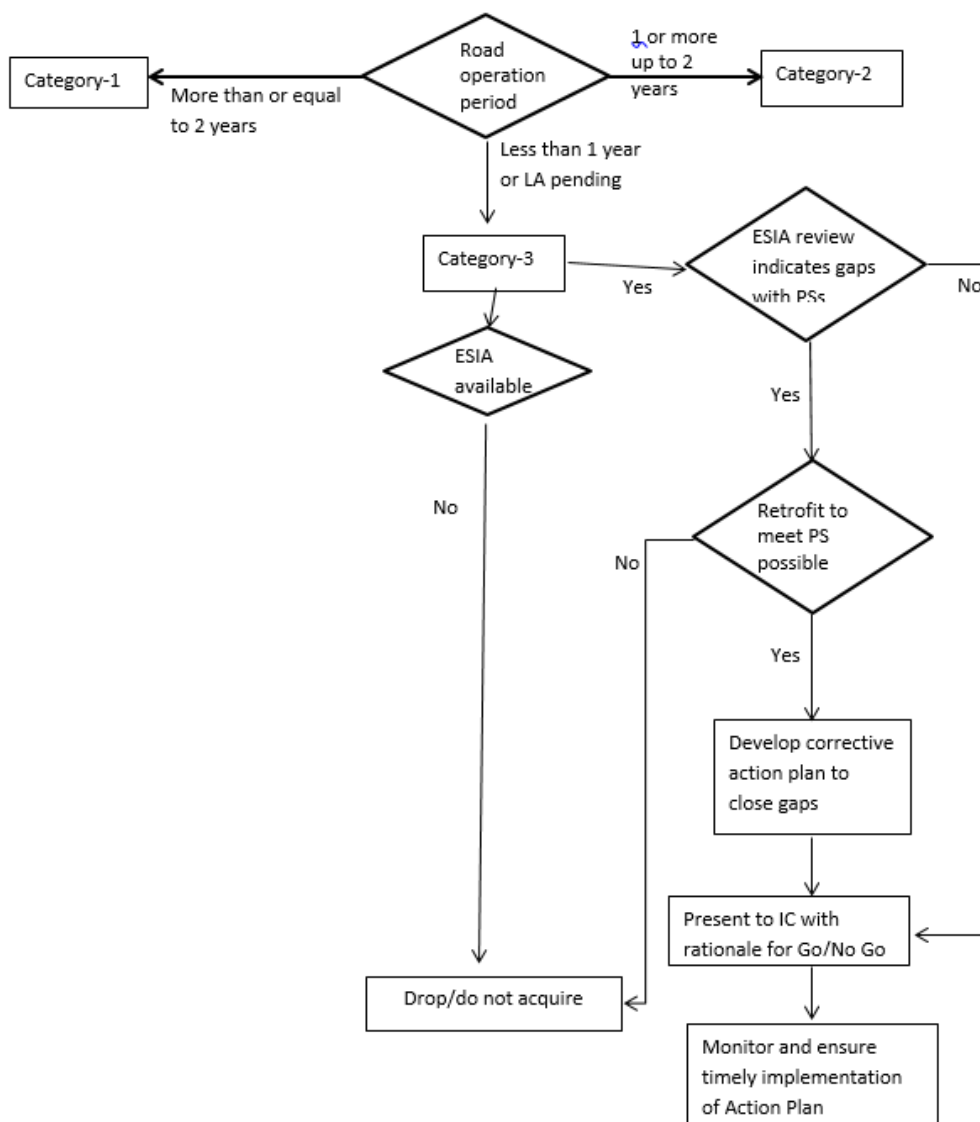 Road
operation
period
Category-1
More than or equal
to 2 years
1 or more
up to 2
years
Category-2
Less than 1 year
or LA pending
Category-3
Yes
ESIA review
indicates gaps
with PSs
No
ESIA
available
Yes
No
Retrofit to
meet PS
possible
No
Yes
Develop corrective
action plan to
close gaps
Present to IC with
rationale for Go/No Go
Drop/do not acquire
Monitor and ensure
timely implementation
of Action Plan